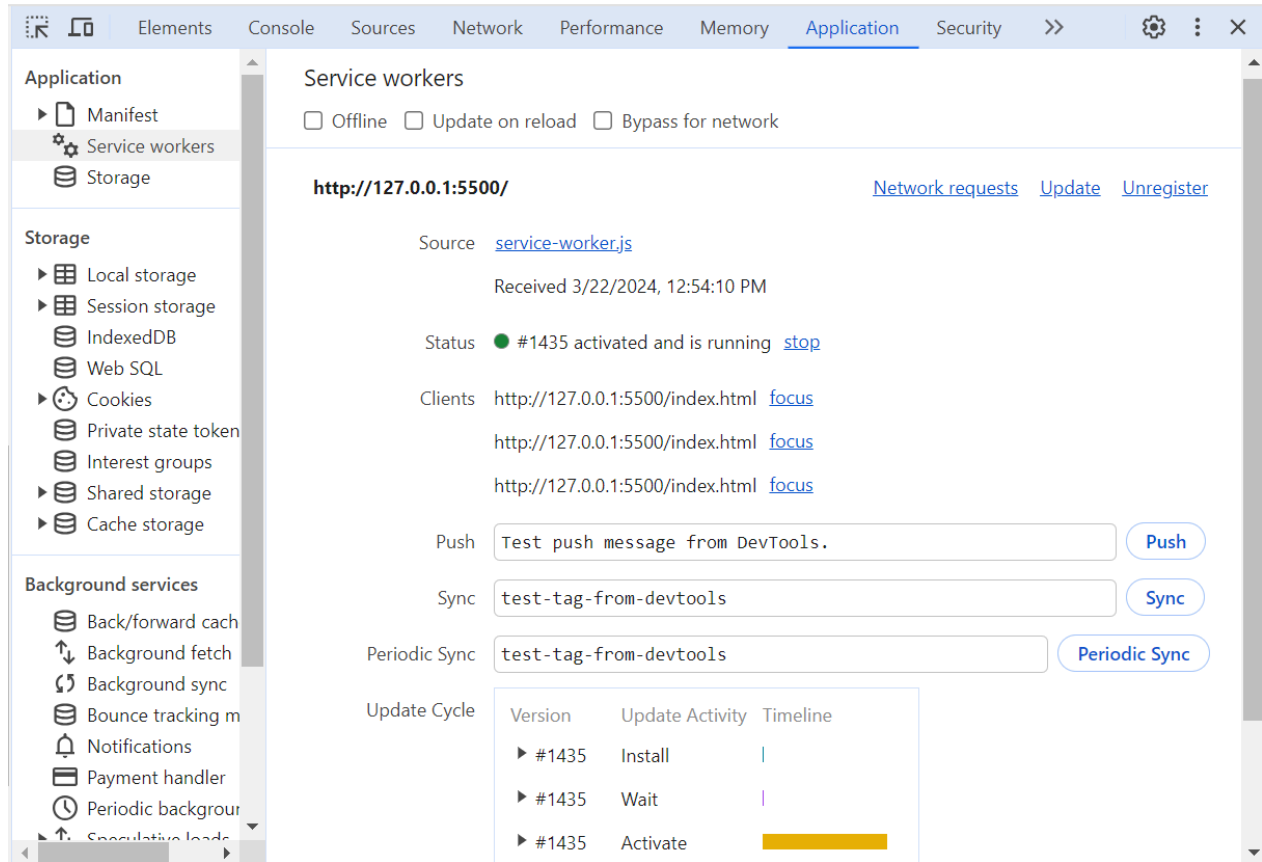 Elements Console Sources Network Performance Memory Application Security
Application
Manifest
Service workers
Storage
Storage
Local storage
Session storage
IndexedDB
Web SQL
Cookies
Private state token
Interest groups
Shared storage
Cache storage
Background services
Back/forward cach
Background fetch
Background sync
Bounce tracking m
Notifications
Payment handler
Periodic backgrour
Speculative loads
Service workers
Offline Update on reload Bypass for network
http://127.0.0.1:5500/ Network requests Update Unregister
Source service-worker.js
Received 3/22/2024, 12:54:10 PM
Status #1435 activated and is running stop
Clients http://127.0.0.1:5500/index.html focus
http://127.0.0.1:5500/index.html focus
http://127.0.0.1:5500/index.html focus
Push Test push message from DevTools. Push
Sync test-tag-from-devtools Sync
Periodic Sync test-tag-from-devtools Periodic Sync
Update Cycle Version Update Activity Timeline
#1435 Install
#1435 Wait
#1435 Activate